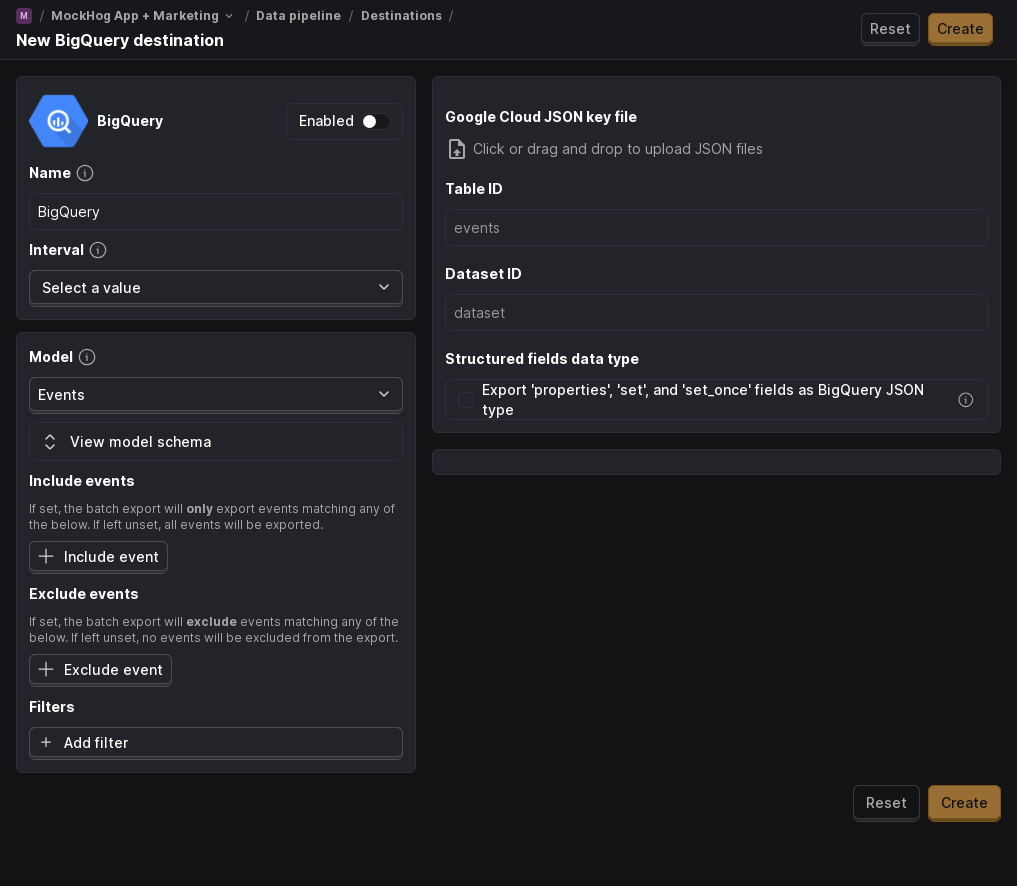 M / MockHog App + Marketing / Data pipeline / Destinations /
New BigQuery destination
Reset
Create
BigQuery
Enabled
Name
BigQuery
Interval
Select a value
Model
Events
View model schema
Include events
If set, the batch export will only export events matching any of
the below. If left unset, all events will be exported.
Include event
Exclude events
If set, the batch export will exclude events matching any of the
below. If left unset, no events will be excluded from the export.
Exclude event
Filters
Add filter
Google Cloud JSON key file
Click or drag and drop to upload JSON files
Table ID
events
Dataset ID
dataset
Structured fields data type
Export 'properties', 'set', and 'set_once' fields as BigQuery JSON
type
Reset
Create